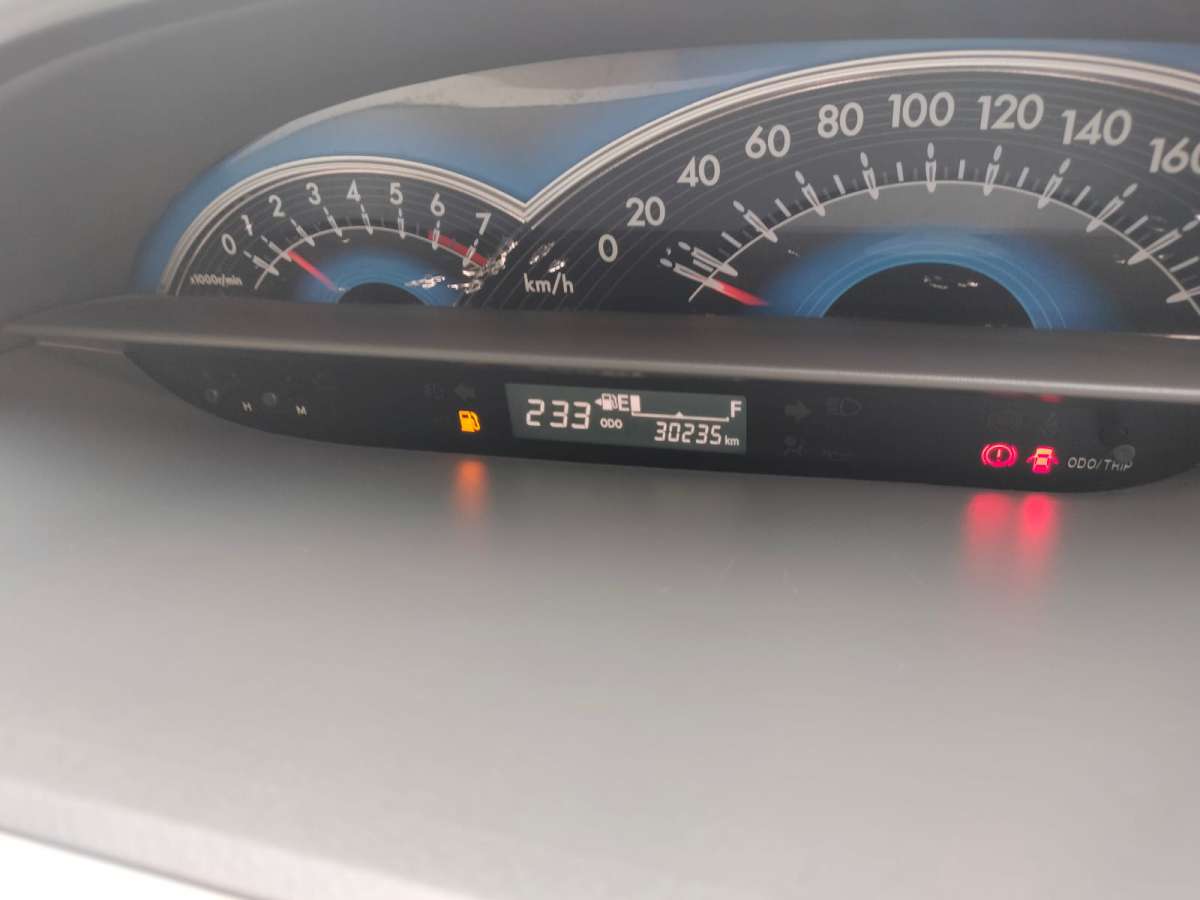 0 1 2 3 4 5 6 7
x1000r/min
0 20 40 60 80 100 120 140 160
km/h
H M
233 E F
ODO 30235 km
ODO/TRIP